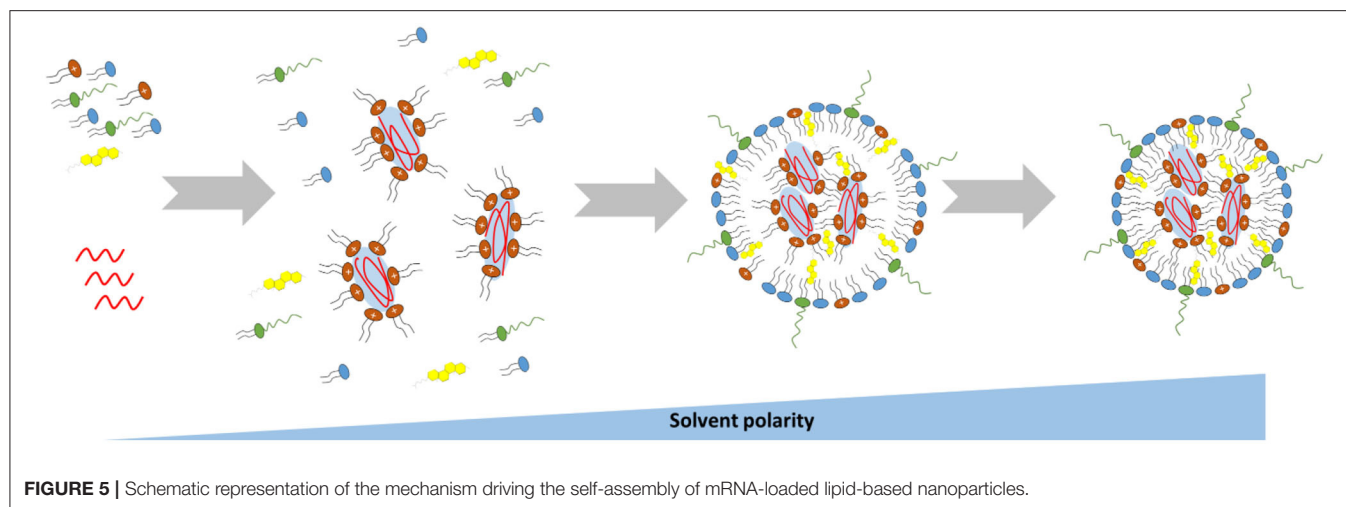 Solvent polarity
FIGURE 5 | Schematic representation of the mechanism driving the self-assembly of mRNA-loaded lipid-based nanoparticles.